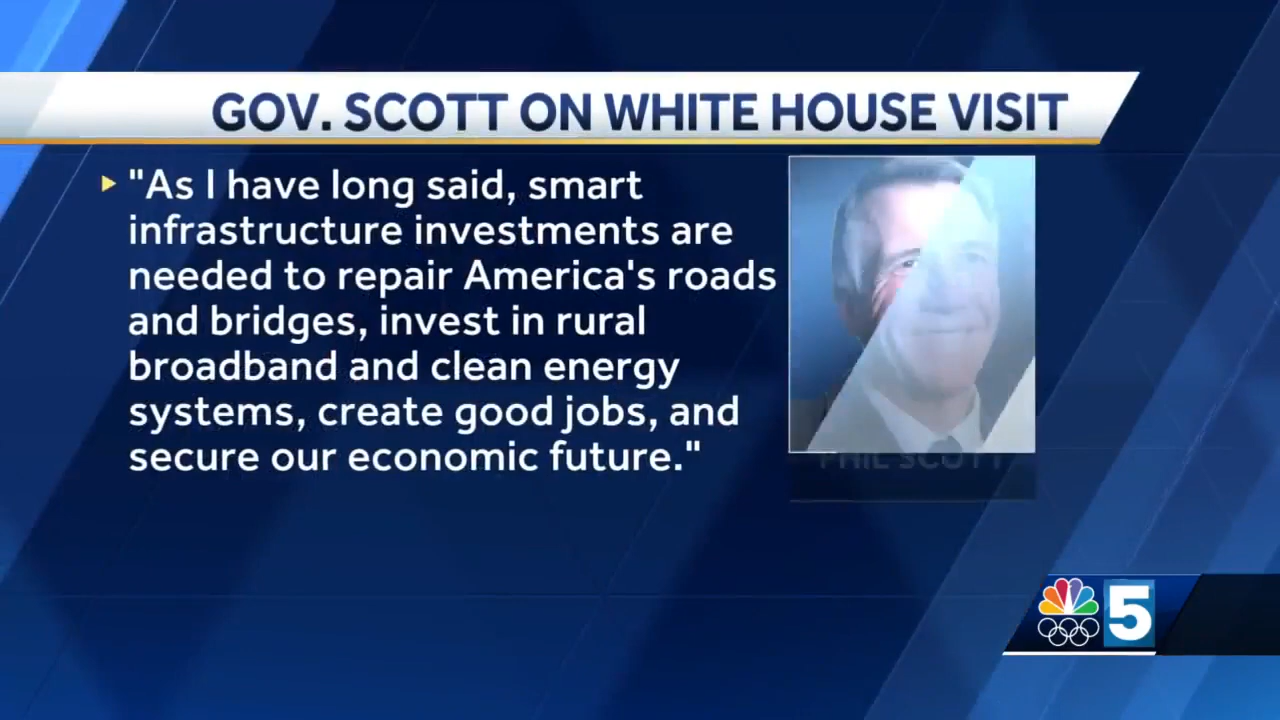 GOV. SCOTT ON WHITE HOUSE VISIT
"As I have long said, smart
infrastructure investments are
needed to repair America's roads
and bridges, invest in rural
broadband and clean energy
systems, create good jobs, and
secure our economic future."
PHIL SCOTT
5